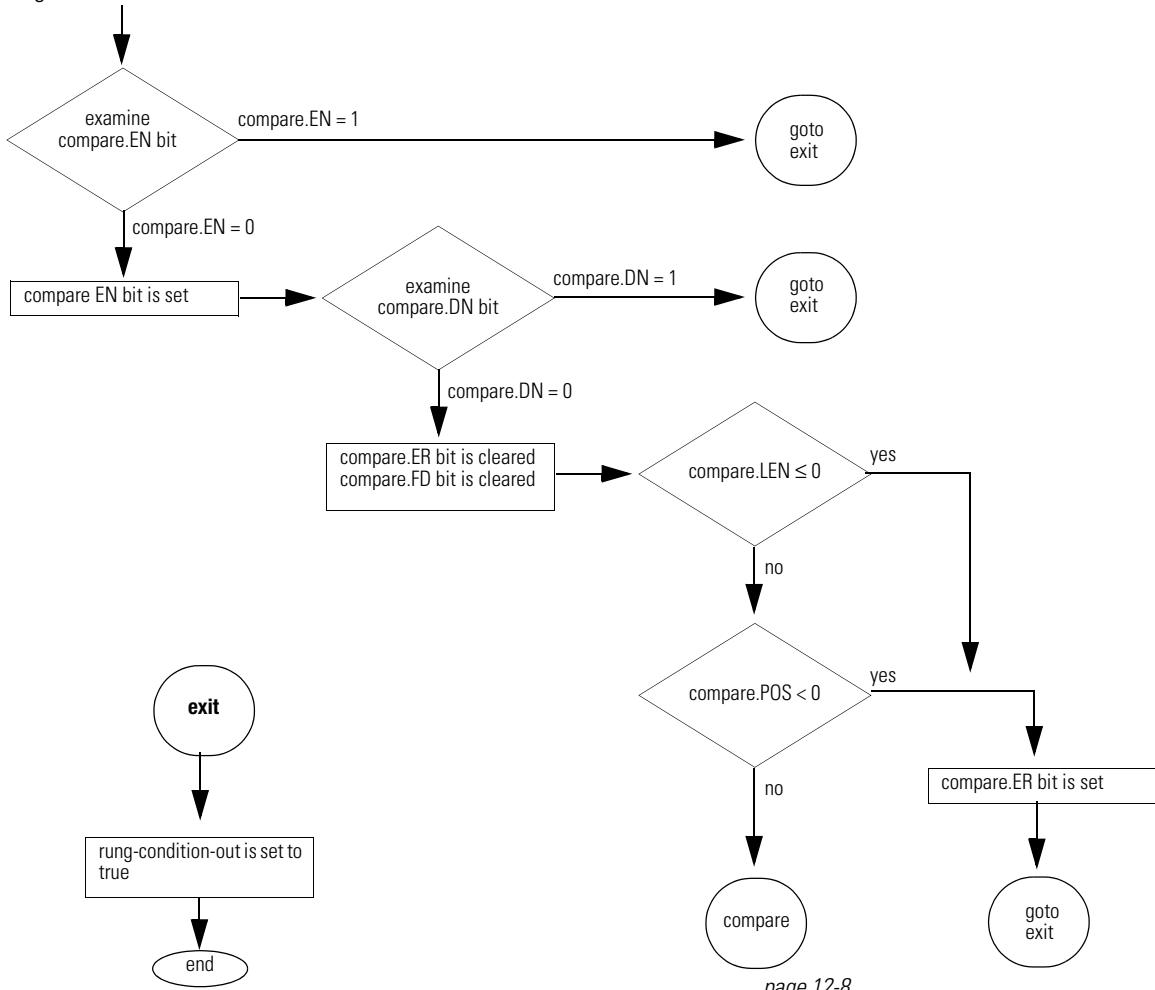 examine
compare.EN bit
compare.EN = 1
goto
exit
compare.EN = 0
compare EN bit is set
examine
compare.DN bit
compare.DN = 1
goto
exit
compare.DN = 0
compare.ER bit is cleared
compare.FD bit is cleared
compare.LEN ≤ 0
yes
no
compare.POS < 0
yes
no
compare.ER bit is set
compare
goto
exit
exit
rung-condition-out is set to
true
end
page 12-8